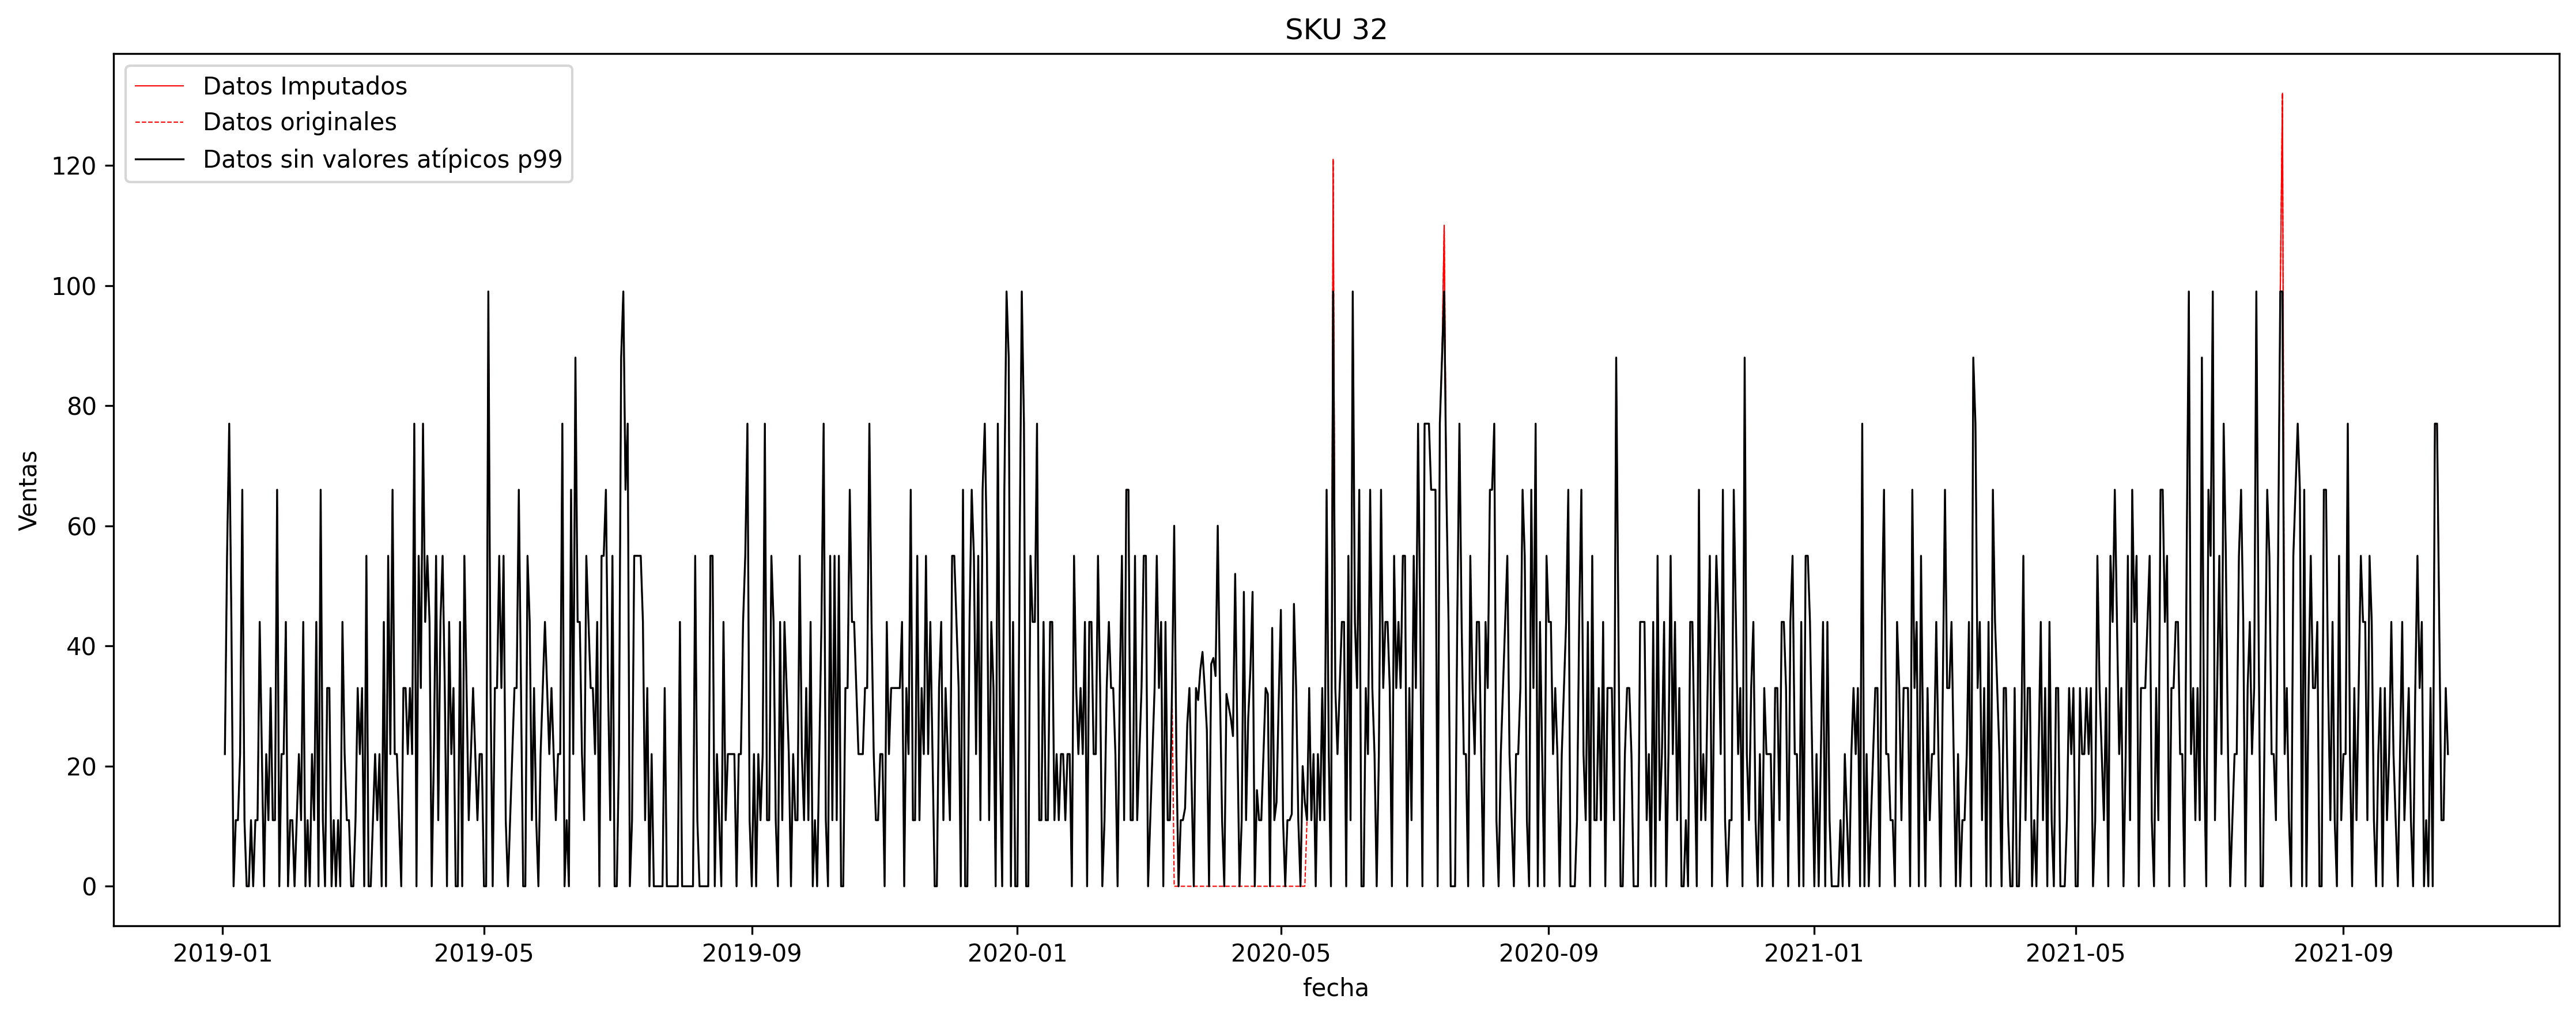 SKU 32
Datos Imputados
Datos originales
Datos sin valores atípicos p99
120
100
80
60
40
20
0
Ventas
2019-01 2019-05 2019-09 2020-01 2020-05 2020-09 2021-01 2021-05 2021-09
fecha